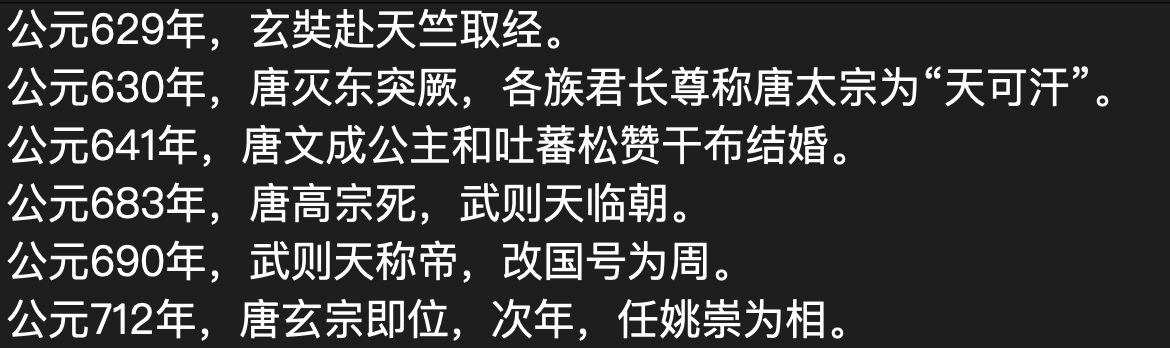 公元629年，玄奘赴天竺取经。
公元630年，唐灭东突厥，各族君长尊称唐太宗为“天可汗”。
公元641年，唐文成公主和吐蕃松赞干布结婚。
公元683年，唐高宗死，武则天临朝。
公元690年，武则天称帝，改国号为周。
公元712年，唐玄宗即位，次年，任姚崇为相。